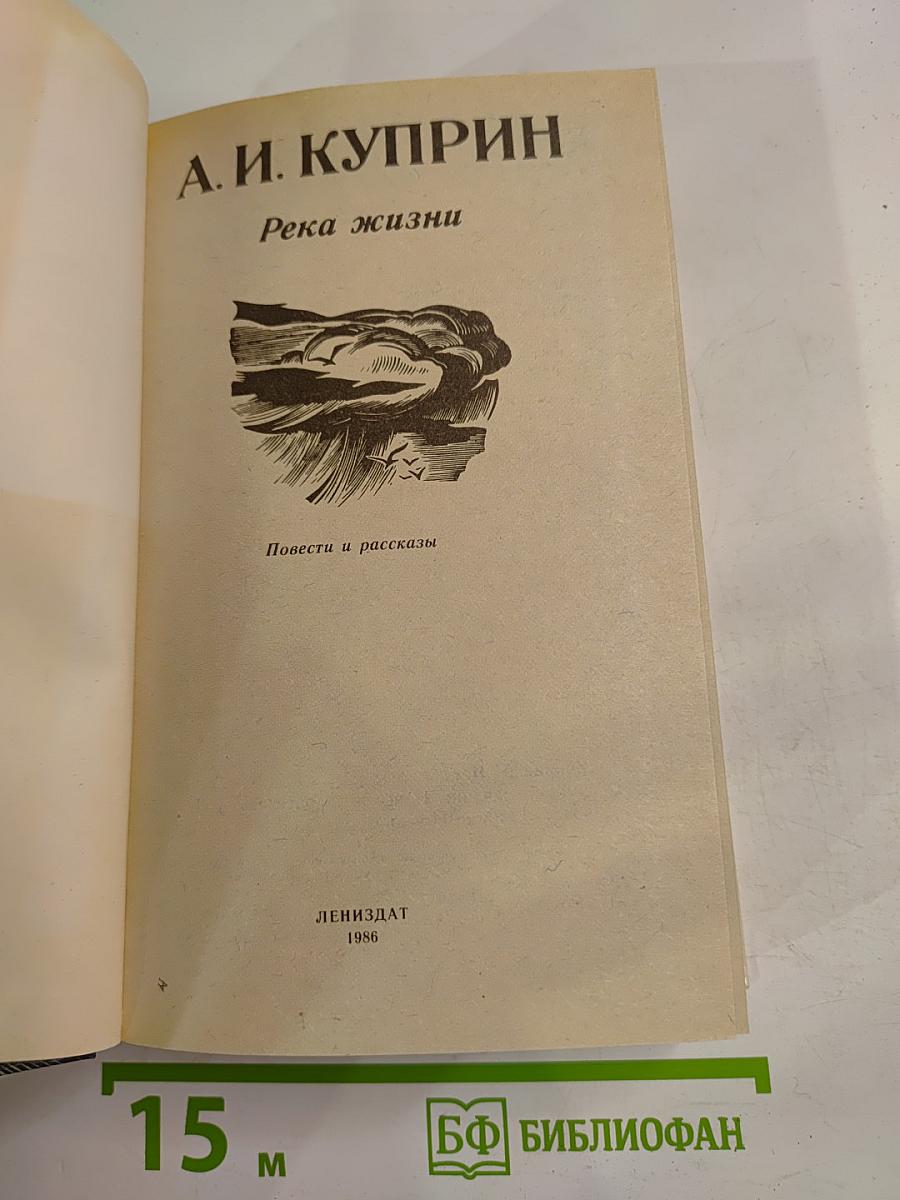 А. И. КУПРИН
Река жизни
Повести и рассказы
ЛЕНИЗДАТ
1986
15 м
БФ БИБЛИОФАН